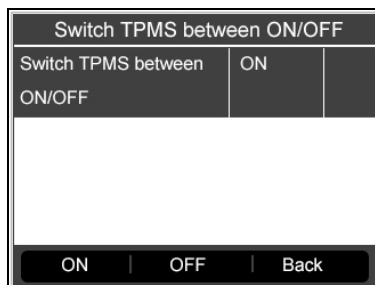 Switch TPMS between ON/OFF
Switch TPMS between ON
ON/OFF
ON | OFF | Back